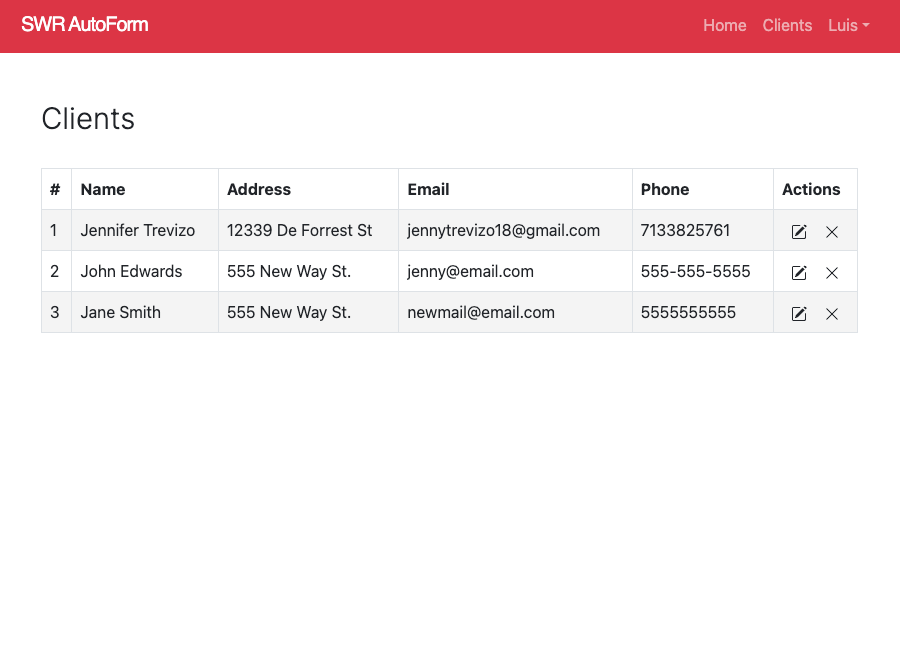 SWR AutoForm Home Clients Luis
Clients
# Name Address Email Phone Actions
1 Jennifer Trevizo 12339 De Forrest St jennytrevizo18@gmail.com 7133825761
2 John Edwards 555 New Way St. jenny@email.com 555-555-5555
3 Jane Smith 555 New Way St. newmail@email.com 5555555555